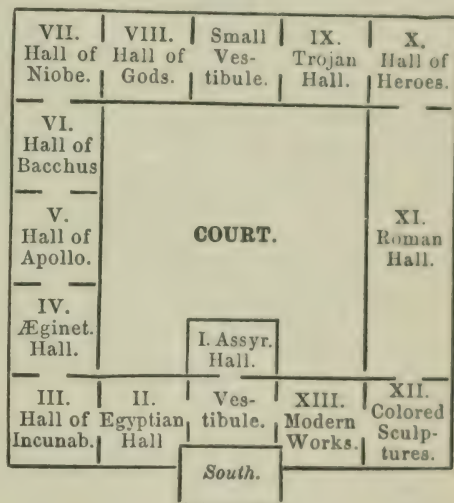 VII.
Hall of
Niobe.
VIII.
Hall of
Gods.
Small
Ves-
tibule.
IX.
Trojan
Hall.
X.
Hall of
Heroes.
VI.
Hall of
Bacchus
V.
Hall of
Apollo.
COURT.
XI.
Roman
Hall.
IV.
Æginet.
Hall.
I. Assyr.
Hall.
III.
Hall of
Incunab.
II.
Egyptian
Hall
Ves-
tibule.
XIII.
Modern
Works.
XII.
Colored
Sculp-
tures.
South.